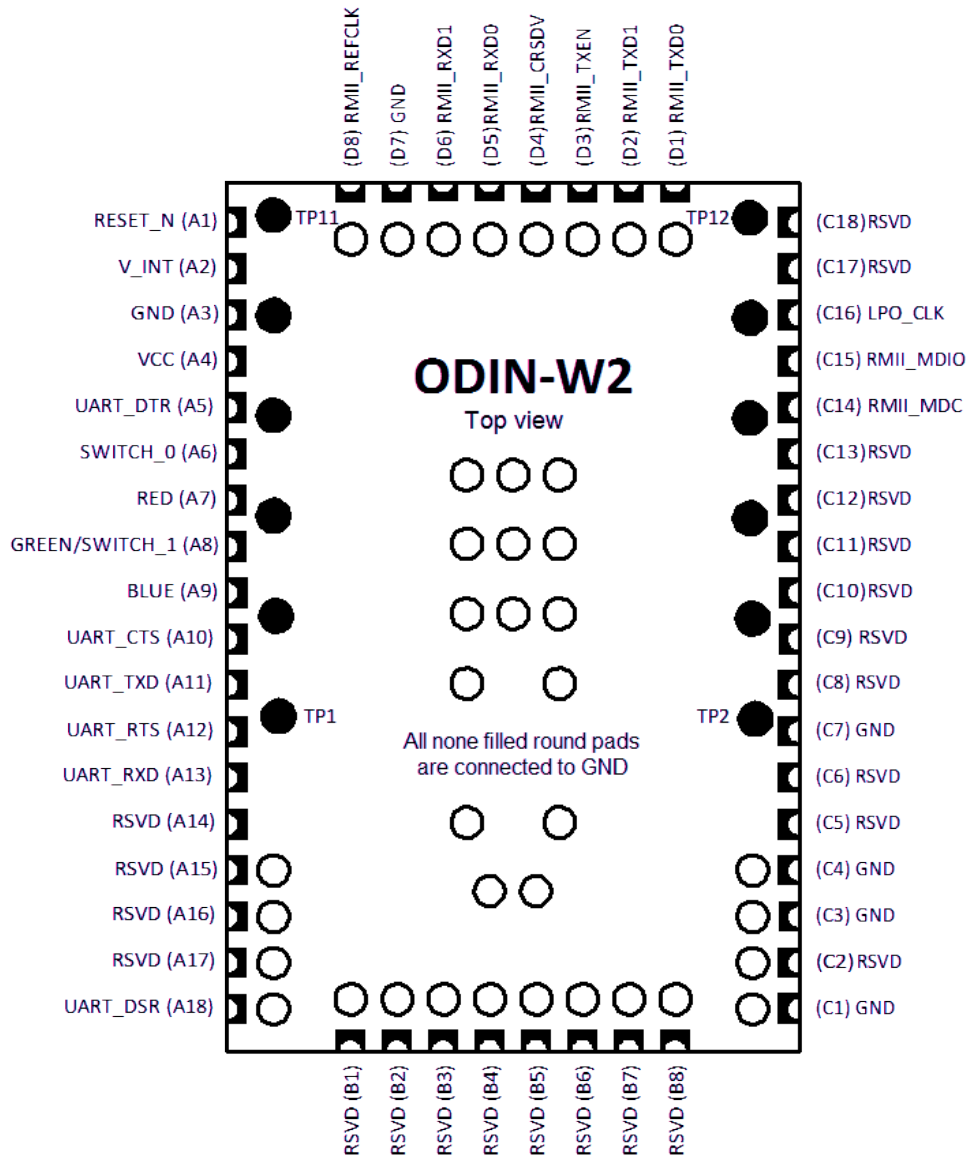 (D8) RMII_REFCLK
(D7) GND
(D6) RMII_RXD1
(D5)RMII_RXD0
(D4)RMII_CRSDV
(D3)RMII_TXEN
(D2) RMII_TXD1
(D1) RMII_TXD0
RESET_N (A1)
V_INT (A2)
GND (A3)
VCC (A4)
UART_DTR (A5)
SWITCH_0 (A6)
RED (A7)
GREEN/SWITCH_1 (A8)
BLUE (A9)
UART_CTS (A10)
UART_TXD (A11)
UART_RTS (A12)
UART_RXD (A13)
RSVD (A14)
RSVD (A15)
RSVD (A16)
RSVD (A17)
UART_DSR (A18)
TP11
TP12
ODIN-W2
Top view
TP1
TP2
All none filled round pads
are connected to GND
(C18)RSVD
(C17)RSVD
(C16) LPO_CLK
(C15) RMII_MDIO
(C14) RMII_MDC
(C13)RSVD
(C12)RSVD
(C11)RSVD
(C10)RSVD
(C9) RSVD
(C8) RSVD
(C7) GND
(C6) RSVD
(C5) RSVD
(C4) GND
(C3) GND
(C2)RSVD
(C1) GND
RSVD (B1)
RSVD (B2)
RSVD (B3)
RSVD (B4)
RSVD (B5)
RSVD (B6)
RSVD (B7)
RSVD (B8)